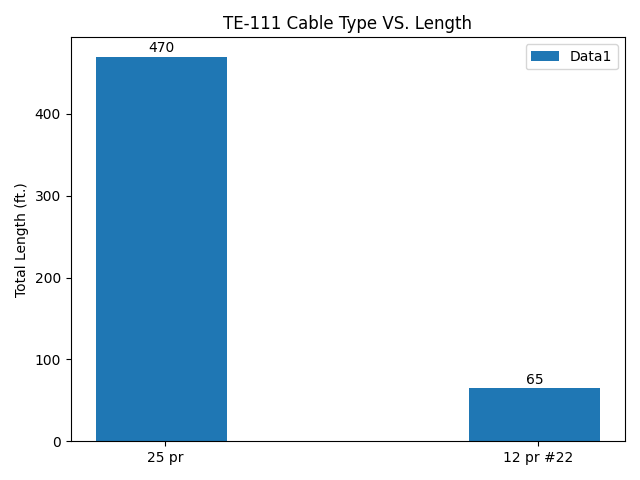 TE-111 Cable Type VS. Length
470
Data1
400
300
200
100
0
Total Length (ft.)
65
25 pr
12 pr #22